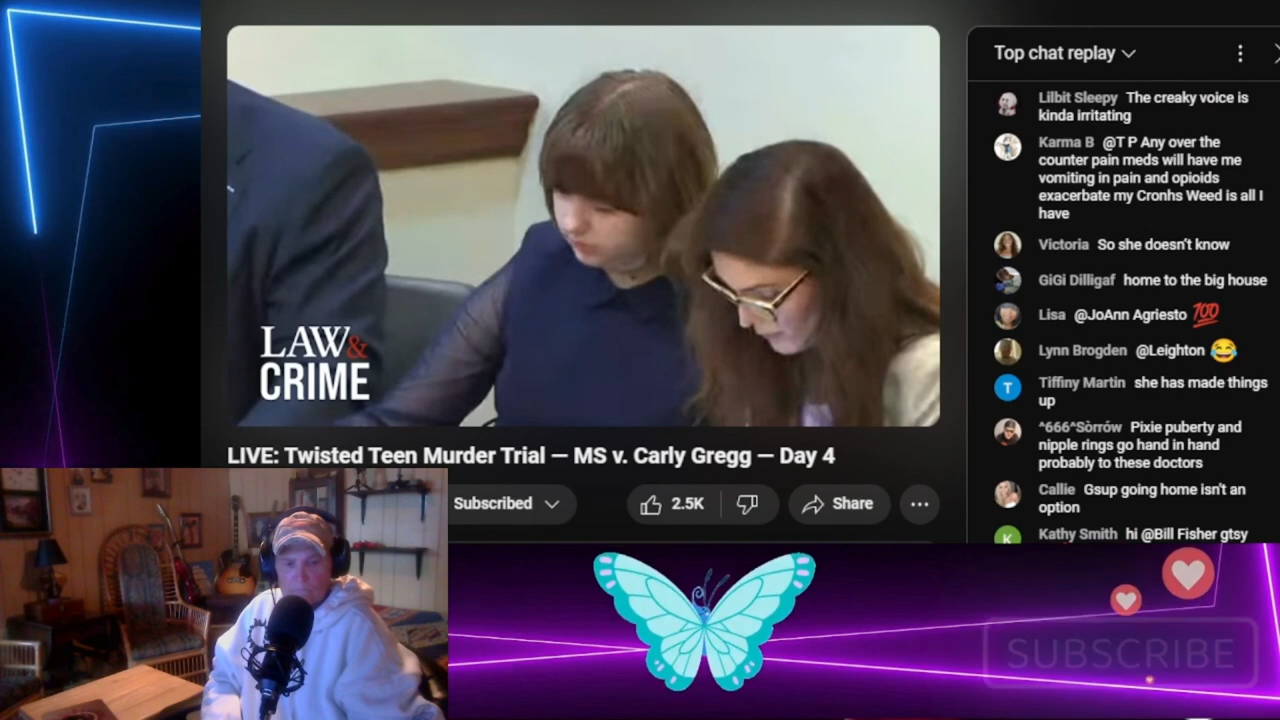 Top chat replay
Lilbit Sleepy The creaky voice is
kinda irritating
Karma B @T P Any over the
counter pain meds will have me
vomiting in pain and opioids
exacerbate my Cronhs Weed is all I
have
Victoria So she doesn't know
GiGi Dilligaf home to the big house
Lisa @JoAnn Agriesto 💯
Lynn Brogden @Leighton 😂
T Tiffiny Martin she has made things
up
^666^Sòrrów Pixie puberty and
nipple rings go hand in hand
probably to these doctors
Callie Gsup going home isn't an
option
K Kathy Smith hi @Bill Fisher gtsy
LAW&
CRIME
LIVE: Twisted Teen Murder Trial — MS v. Carly Gregg — Day 4
Subscribed
2.5K
Share
SUBSCRIBE